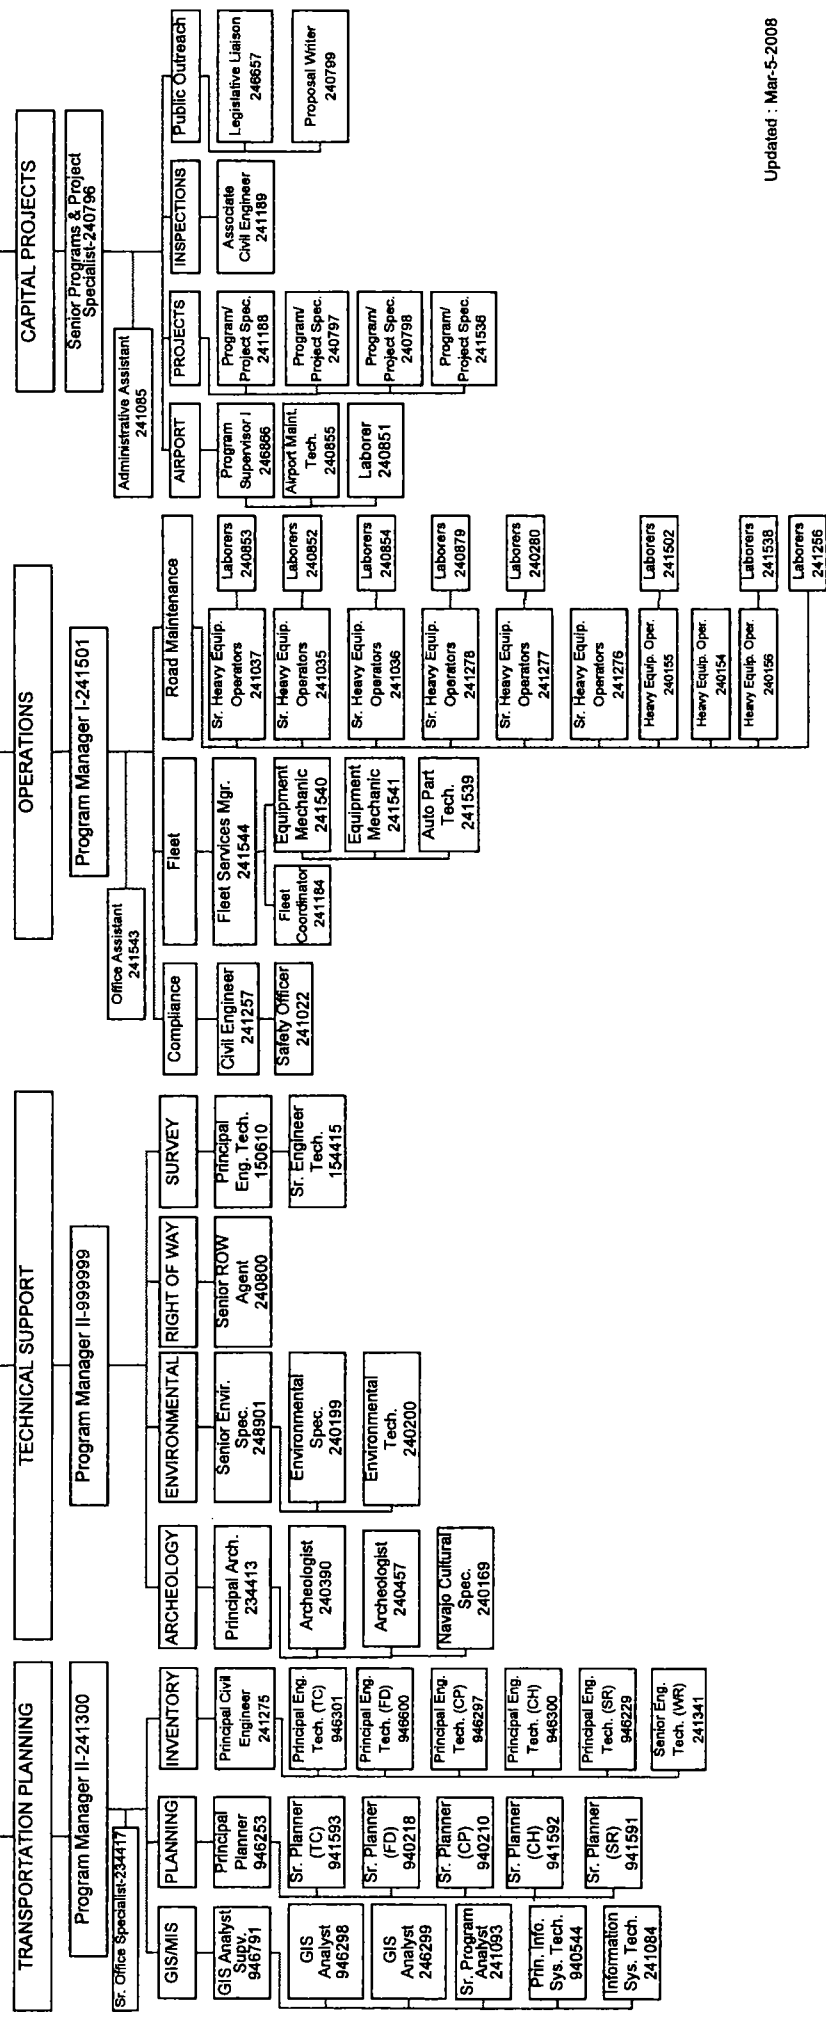 TRANSPORTATION PLANNING
Program Manager II-241300
Sr. Office Specialist-234417
GIS/MIS
GIS Analyst
Supv.
946791
GIS
Analyst
946298
GIS
Analyst
246299
Sr. Program
Analyst
241093
Prin. Info.
Sys. Tech.
940544
Information
Sys. Tech.
241084
PLANNING
Principal
Planner
946253
Sr. Planner
(TC)
941593
Sr. Planner
(FD)
940218
Sr. Planner
(CP)
940210
Sr. Planner
(CH)
941592
Sr. Planner
(SR)
941591
INVENTORY
Principal Civil
Engineer
241275
Principal Eng.
Tech. (TC)
946301
Principal Eng.
Tech. (FD)
946600
Principal Eng.
Tech. (CP)
946297
Principal Eng.
Tech. (CH)
946300
Principal Eng.
Tech. (SR)
946229
Senior Eng.
Tech. (WR)
241341
TECHNICAL SUPPORT
Program Manager II-999999
ARCHEOLOGY
Principal Arch.
234413
Archeologist
240390
Archeologist
240457
Navajo Cultural
Spec.
240169
ENVIRONMENTAL
Senior Envir.
Spec.
248901
Environmental
Spec.
240199
Environmental
Tech.
240200
RIGHT OF WAY
Senior ROW
Agent
240800
SURVEY
Principal
Eng. Tech.
150610
Sr. Engineer
Tech.
154415
OPERATIONS
Program Manager I-241501
Office Assistant
241543
Compliance
Civil Engineer
241257
Safety Officer
241022
Fleet
Fleet Services Mgr.
241544
Fleet
Coordinator
241184
Equipment
Mechanic
241540
Equipment
Mechanic
241541
Auto Part
Tech.
241539
Road Maintenance
Sr. Heavy Equip.
Operators
241037
Laborers
240853
Sr. Heavy Equip.
Operators
241035
Laborers
240852
Sr. Heavy Equip.
Operators
241036
Laborers
240854
Sr. Heavy Equip.
Operators
241278
Laborers
240879
Sr. Heavy Equip.
Operators
241277
Laborers
240280
Sr. Heavy Equip.
Operators
241276
Heavy Equip. Oper.
240155
Laborers
241502
Heavy Equip. Oper.
240154
Heavy Equip. Oper.
240156
Laborers
241538
Laborers
241256
CAPITAL PROJECTS
Senior Programs & Project
Specialist-240796
Administrative Assistant
241085
AIRPORT
Program
Supervisor I
246866
Airport Maint.
Tech.
240855
Laborer
240851
PROJECTS
Program/
Project Spec.
241188
Program/
Project Spec.
240797
Program/
Project Spec.
240798
Program/
Project Spec.
241536
INSPECTIONS
Associate
Civil Engineer
241189
Public Outreach
Legislative Liaison
246657
Proposal Writer
240799
Updated : Mar-5-2008